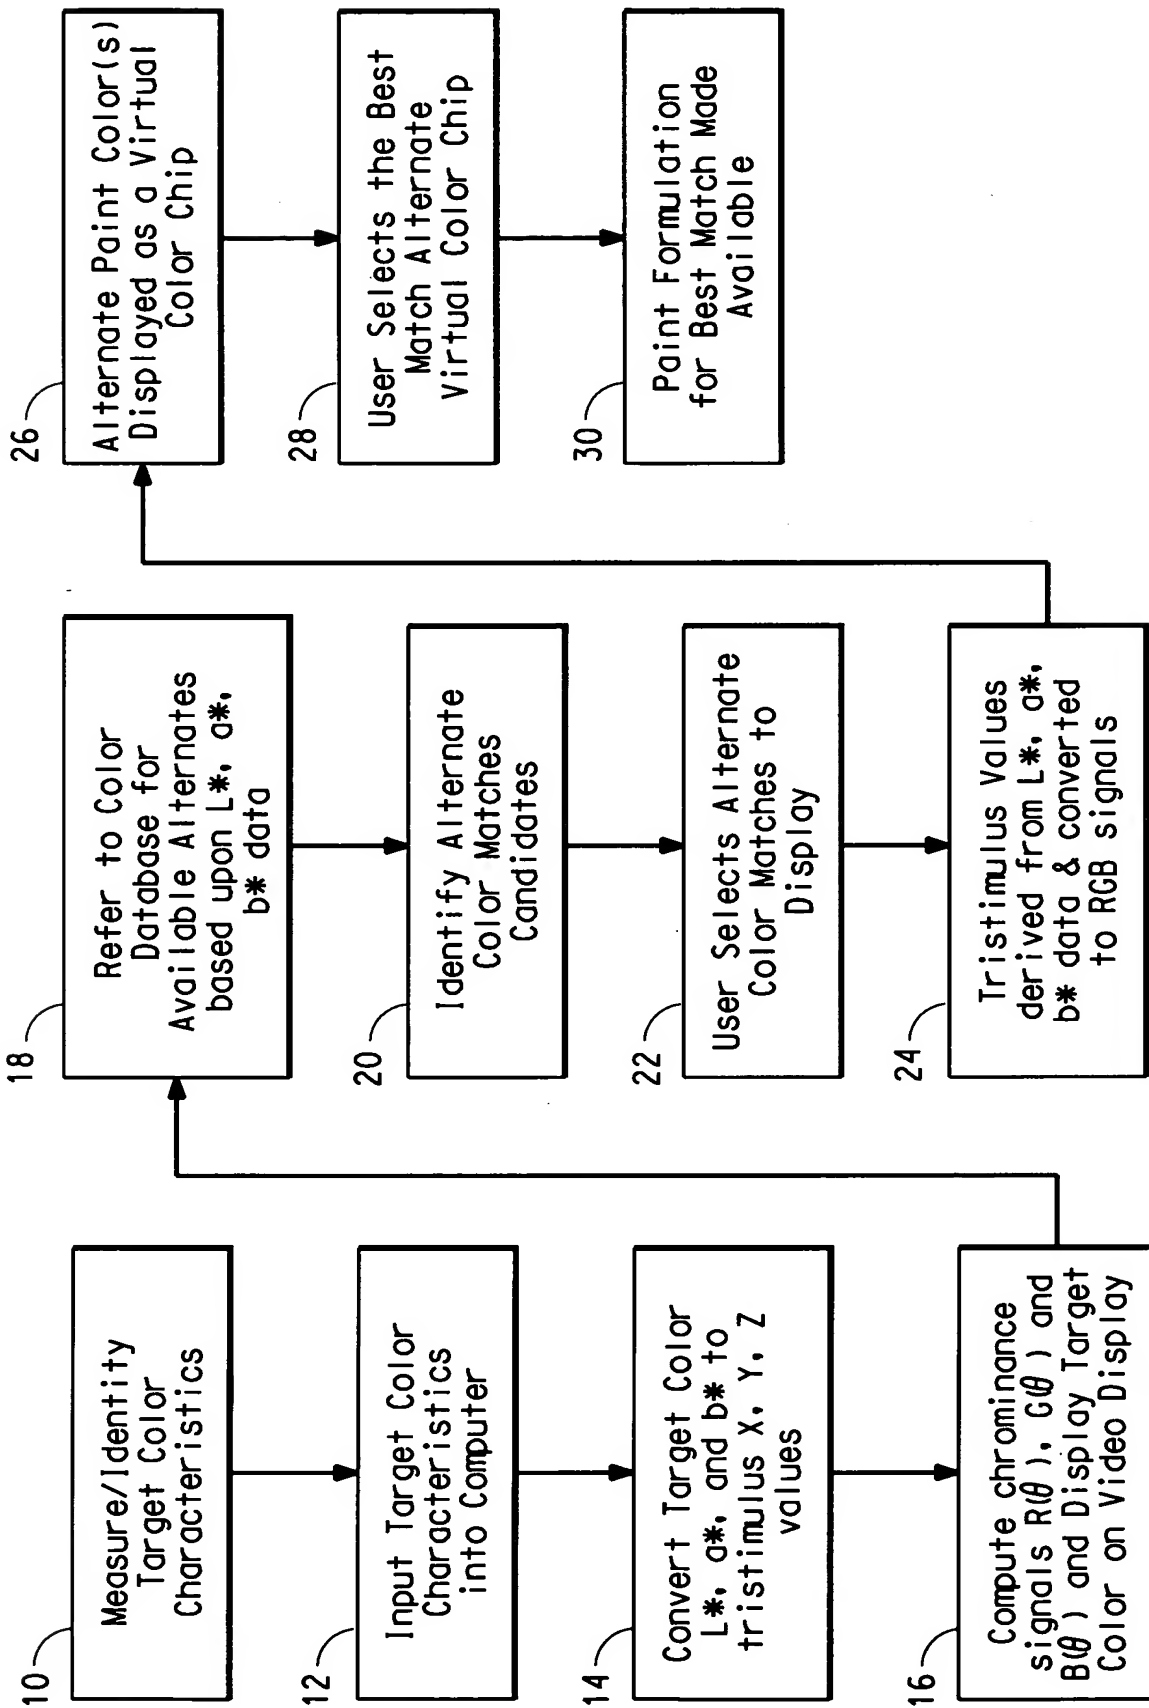 10
Measure/Identity
Target Color
Characteristics
12
Input Target Color
Characteristics
into Computer
14
Convert Target Color
L*, a*, and b* to
tristimulus X, Y, Z
values
16
Compute chrominance
signals R(θ), G(θ) and
B(θ) and Display Target
Color on Video Display
18
Refer to Color
Database for
Available Alternates
based upon L*, a*,
b* data
20
Identify Alternate
Color Matches
Candidates
22
User Selects Alternate
Color Matches to
Display
24
Tristimulus Values
derived from L*, a*,
b* data & converted
to RGB signals
26
Alternate Paint Color(s)
Displayed as a Virtual
Color Chip
28
User Selects the Best
Match Alternate
Virtual Color Chip
30
Paint Formulation
for Best Match Made
Available